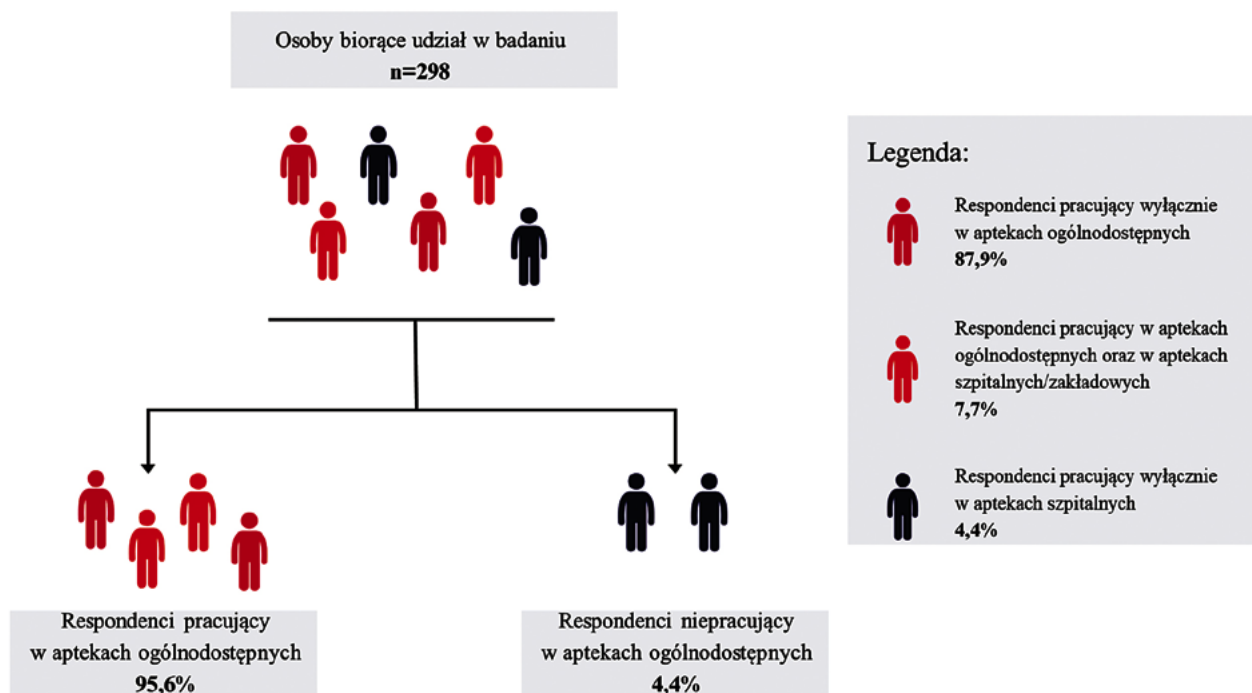 Osoby biorące udział w badaniu
n=298
Legenda:
Respondenci pracujący wyłącznie
w aptekach ogólnodostępnych
87,9%
Respondenci pracujący w aptekach
ogólnodostępnych oraz w aptekach
szpitalnych/zakładowych
7,7%
Respondenci pracujący wyłącznie
w aptekach szpitalnych
4,4%
Respondenci pracujący
w aptekach ogólnodostępnych
95,6%
Respondenci niepracujący
w aptekach ogólnodostępnych
4,4%